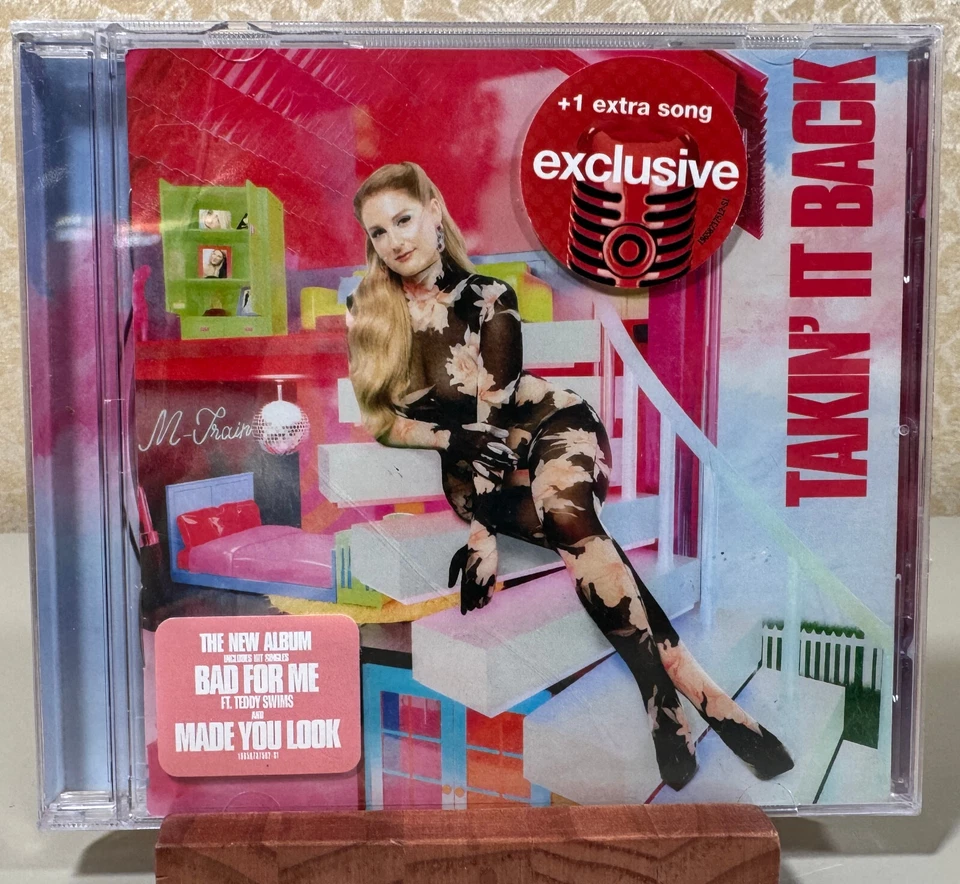 +1 extra song
exclusive
TAKIN' IT BACK
M-Train
THE NEW ALBUM
INCLUDES HIT SINGLES
BAD FOR ME
FT. TEDDY SWIMS
AND
MADE YOU LOOK